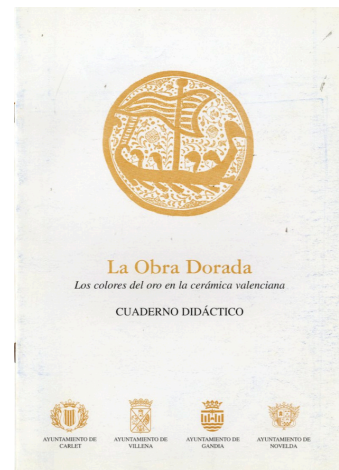 La Obra Dorada
Los colores del oro en la cerámica valenciana
CUADERNO DIDÁCTICO
AYUNTAMIENTO DE
CARLET
AYUNTAMIENTO DE
VILLENA
AYUNTAMIENTO DE
GANDIA
AYUNTAMIENTO DE
NOVELDA